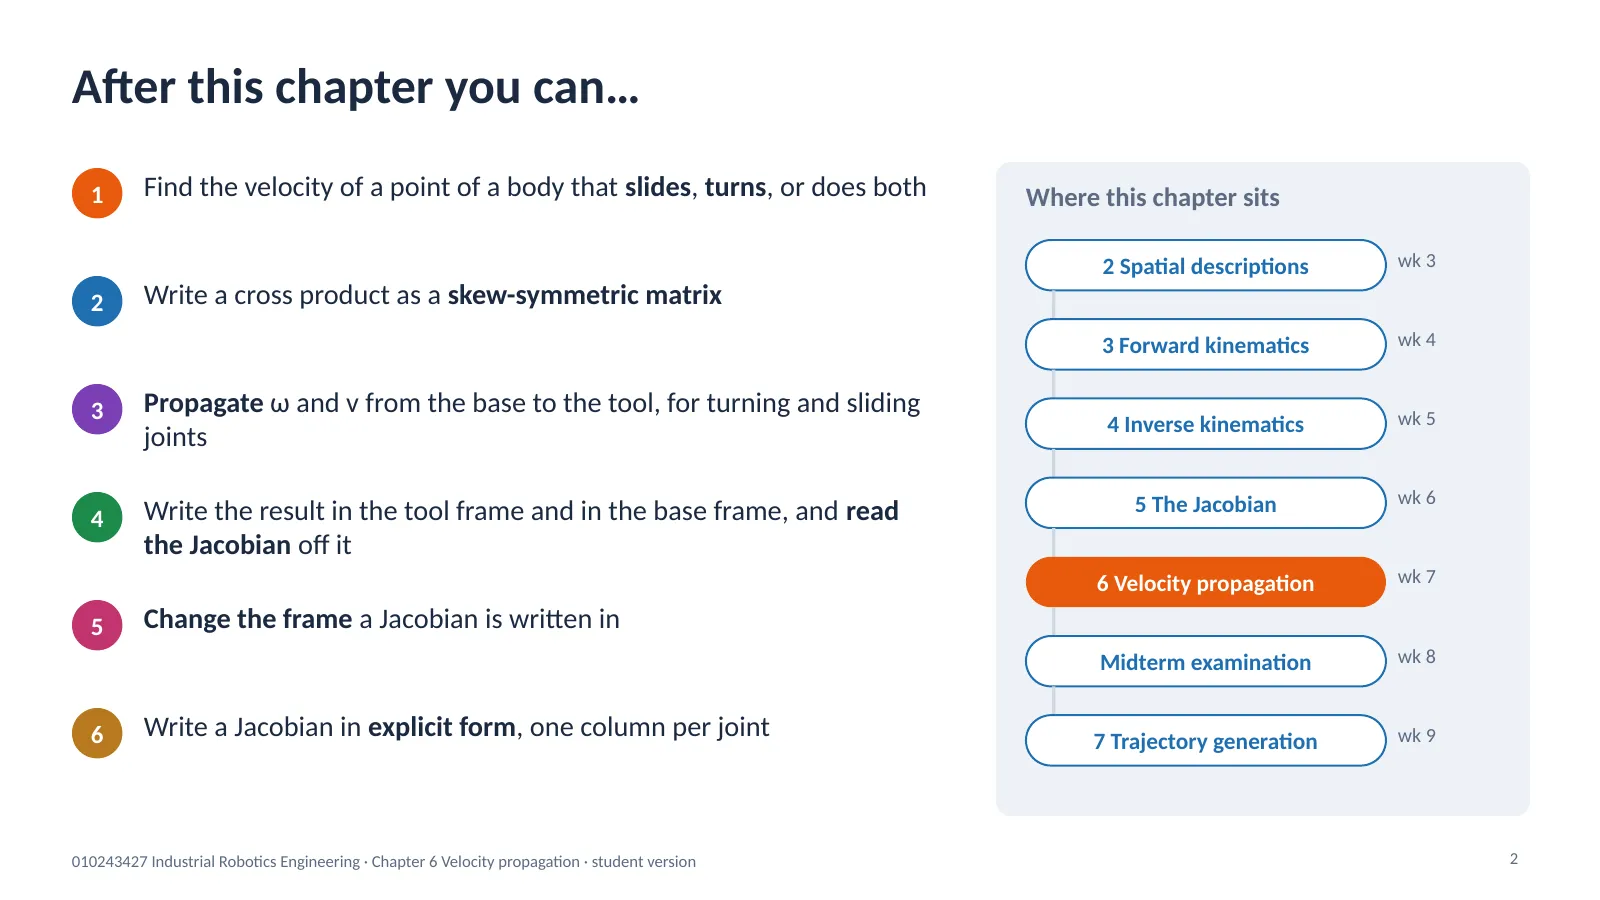 After this chapter you can...
1 Find the velocity of a point of a body that slides, turns, or does both
2 Write a cross product as a skew-symmetric matrix
3 Propagate ω and v from the base to the tool, for turning and sliding
joints
4 Write the result in the tool frame and in the base frame, and read
the Jacobian off it
5 Change the frame a Jacobian is written in
6 Write a Jacobian in explicit form, one column per joint
Where this chapter sits
2 Spatial descriptions wk 3
3 Forward kinematics wk 4
4 Inverse kinematics wk 5
5 The Jacobian wk 6
6 Velocity propagation wk 7
Midterm examination wk 8
7 Trajectory generation wk 9
010243427 Industrial Robotics Engineering · Chapter 6 Velocity propagation · student version
2